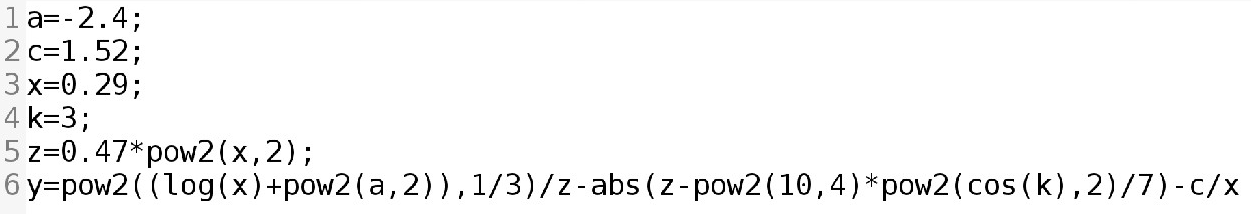 1 a=-2.4;
2 c=1.52;
3 x=0.29;
4 k=3;
5 z=0.47*pow2(x,2);
6 y=pow2((log(x)+pow2(a,2)),1/3)/z-abs(z-pow2(10,4)*pow2(cos(k),2)/7)-c/x